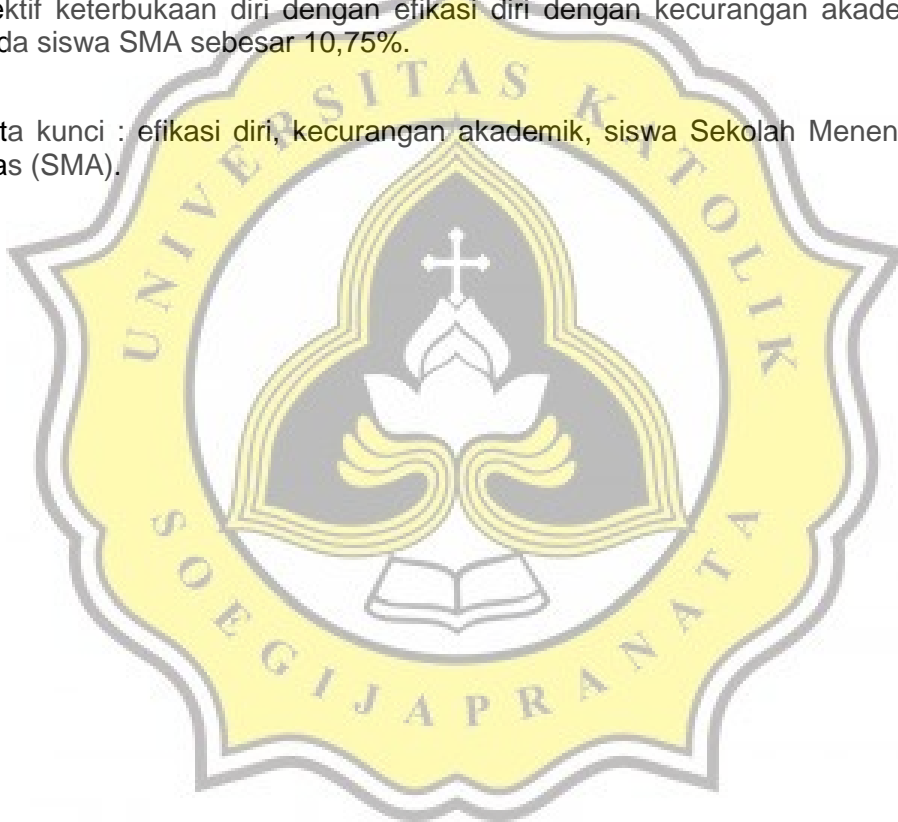 ektif keterbukaan diri dengan efikasi diri dengan kecurangan akade
da siswa SMA sebesar 10,75%.
ta kunci : efikasi diri, kecurangan akademik, siswa Sekolah Menen
as (SMA).
UNIVERSITAS KATOLIK
SOEGIJAPRANATA